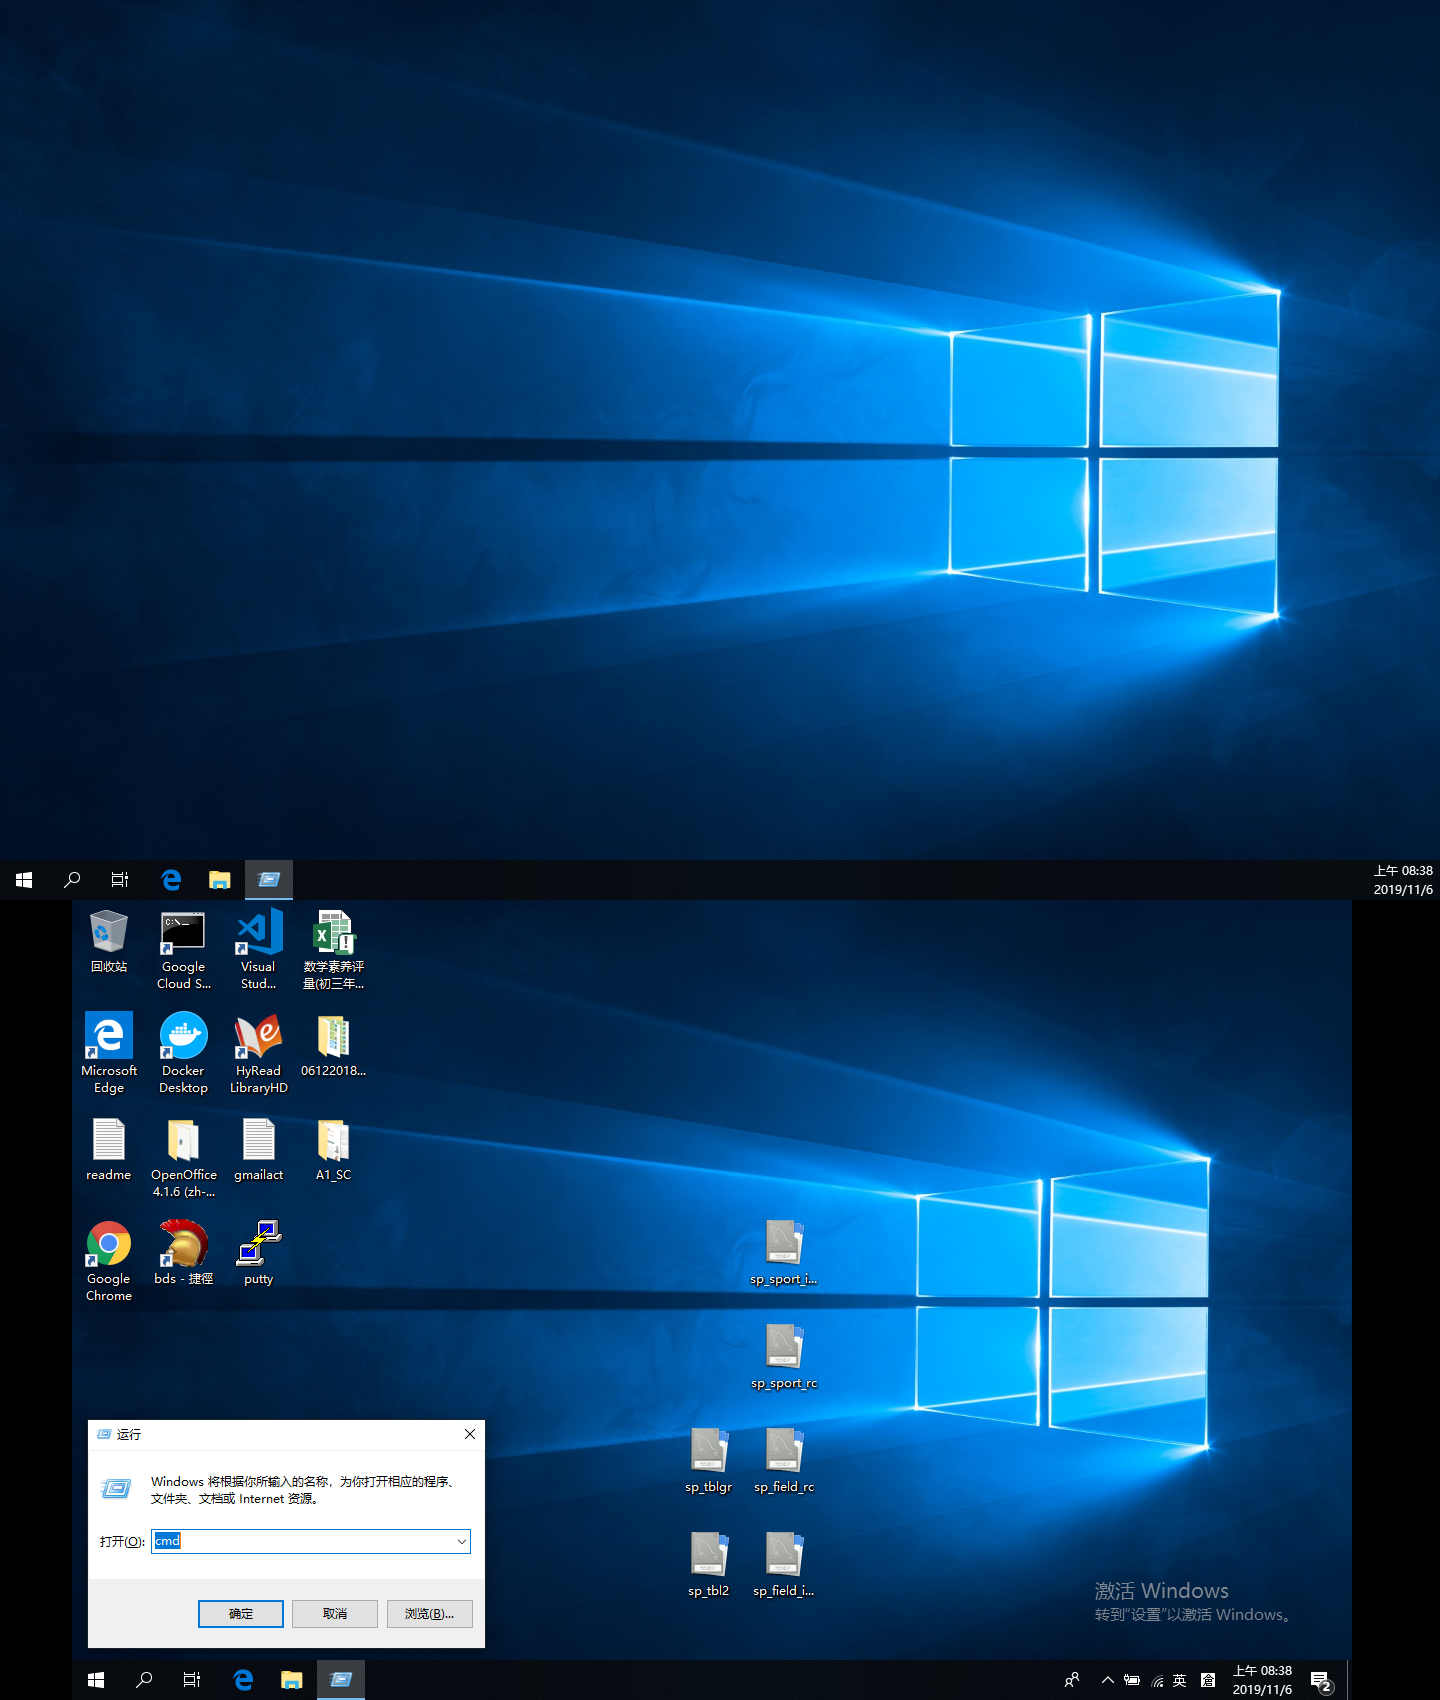 上午 08:38
2019/11/6
回收站
Google
Cloud S...
Visual
Stud...
数学素养评
量(初三年...
Microsoft
Edge
Docker
Desktop
HyRead
LibraryHD
06122018...
readme
OpenOffice
4.1.6 (zh-...
gmailact
A1_SC
Google
Chrome
bds - 捷徑
putty
sp_sport_i...
sp_sport_rc
sp_tblgr
sp_field_rc
sp_tbl2
sp_field_i...
运行
Windows 将根据你所输入的名称，为你打开相应的程序、
文件夹、文档或 Internet 资源。
打开(O):
cmd
确定
取消
浏览(B)...
激活 Windows
转到“设置”以激活 Windows。
英
倉
上午 08:38
2019/11/6
2